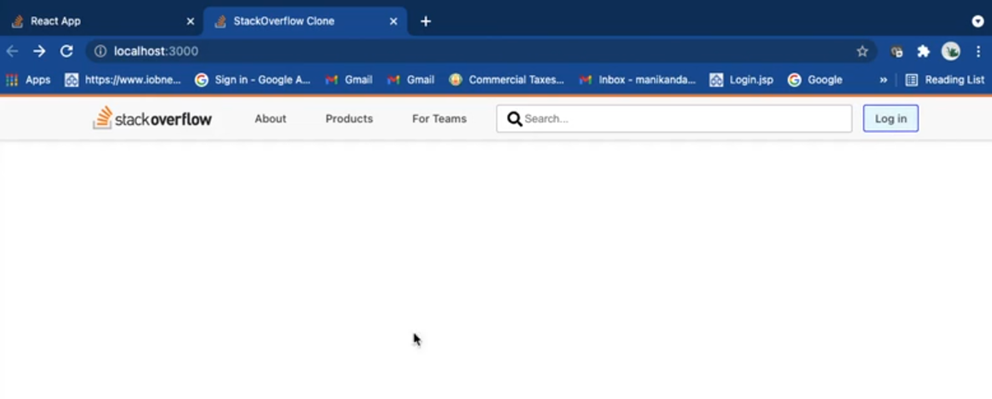 React App
StackOverflow Clone
localhost:3000
Apps https://www.iobne... Sign in - Google A... Gmail Gmail Commercial Taxes... Inbox - manikanda... Login.jsp Google » Reading List
stackoverflow About Products For Teams Search... Log in